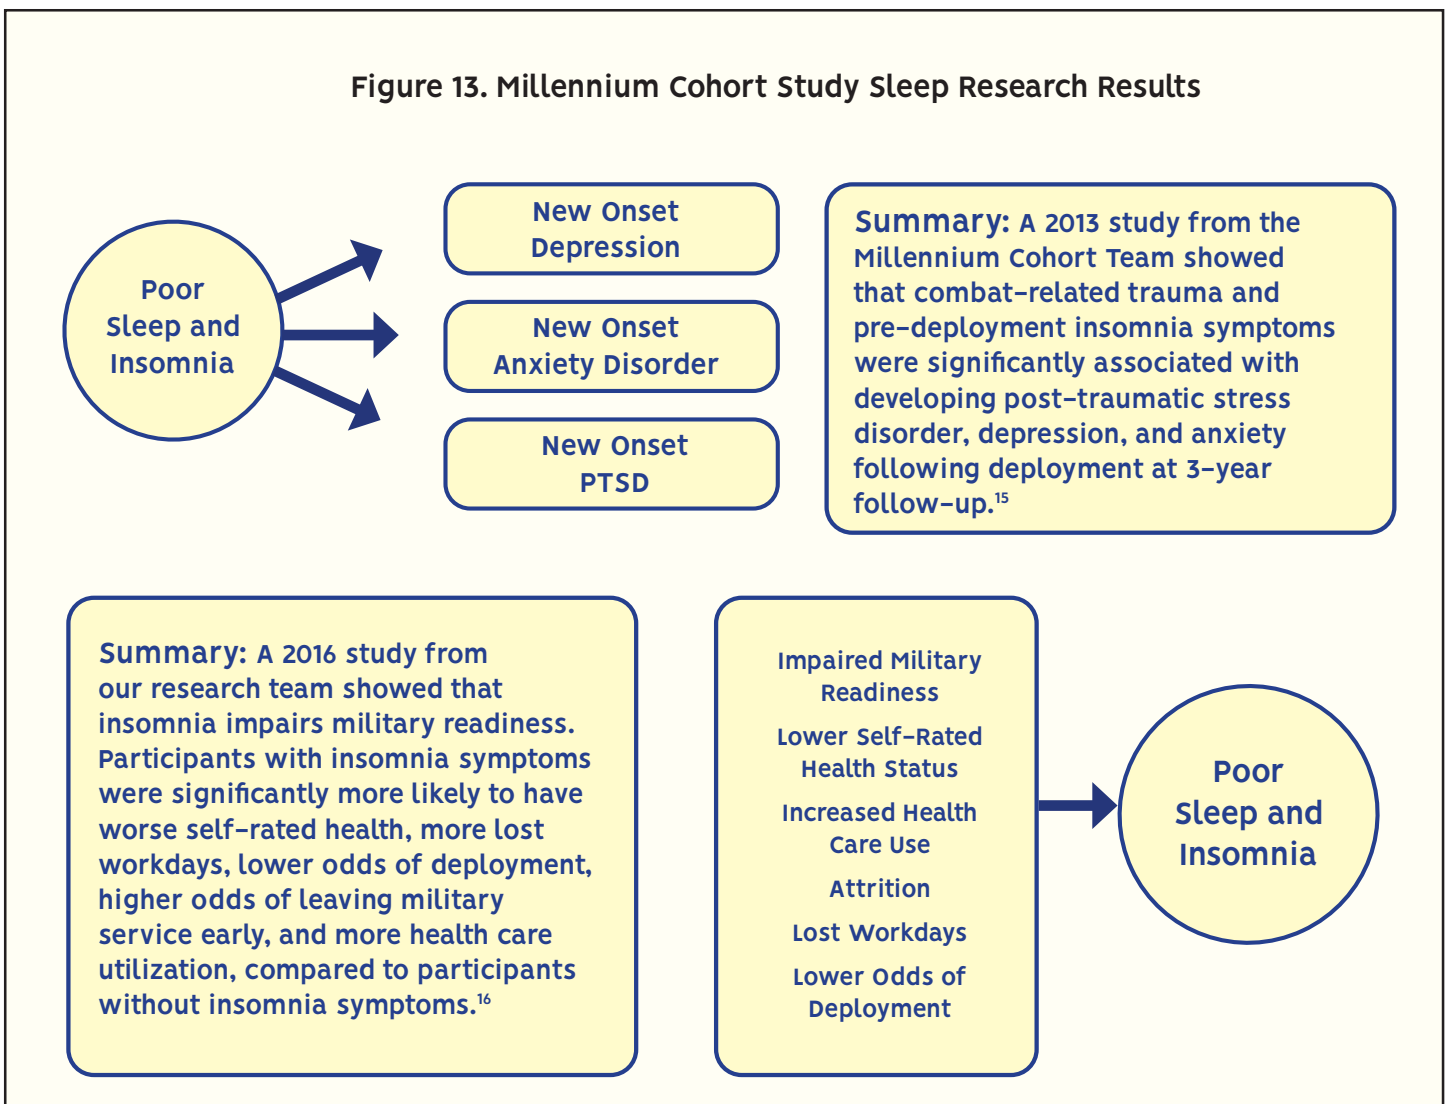 Figure 13. Millennium Cohort Study Sleep Research Results
Poor
Sleep and
Insomnia
New Onset
Depression
New Onset
Anxiety Disorder
New Onset
PTSD
Summary: A 2013 study from the
Millennium Cohort Team showed
that combat-related trauma and
pre-deployment insomnia symptoms
were significantly associated with
developing post-traumatic stress
disorder, depression, and anxiety
following deployment at 3-year
follow-up.15
Summary: A 2016 study from
our research team showed that
insomnia impairs military readiness.
Participants with insomnia symptoms
were significantly more likely to have
worse self-rated health, more lost
workdays, lower odds of deployment,
higher odds of leaving military
service early, and more health care
utilization, compared to participants
without insomnia symptoms.16
Impaired Military
Readiness
Lower Self-Rated
Health Status
Increased Health
Care Use
Attrition
Lost Workdays
Lower Odds of
Deployment
Poor
Sleep and
Insomnia